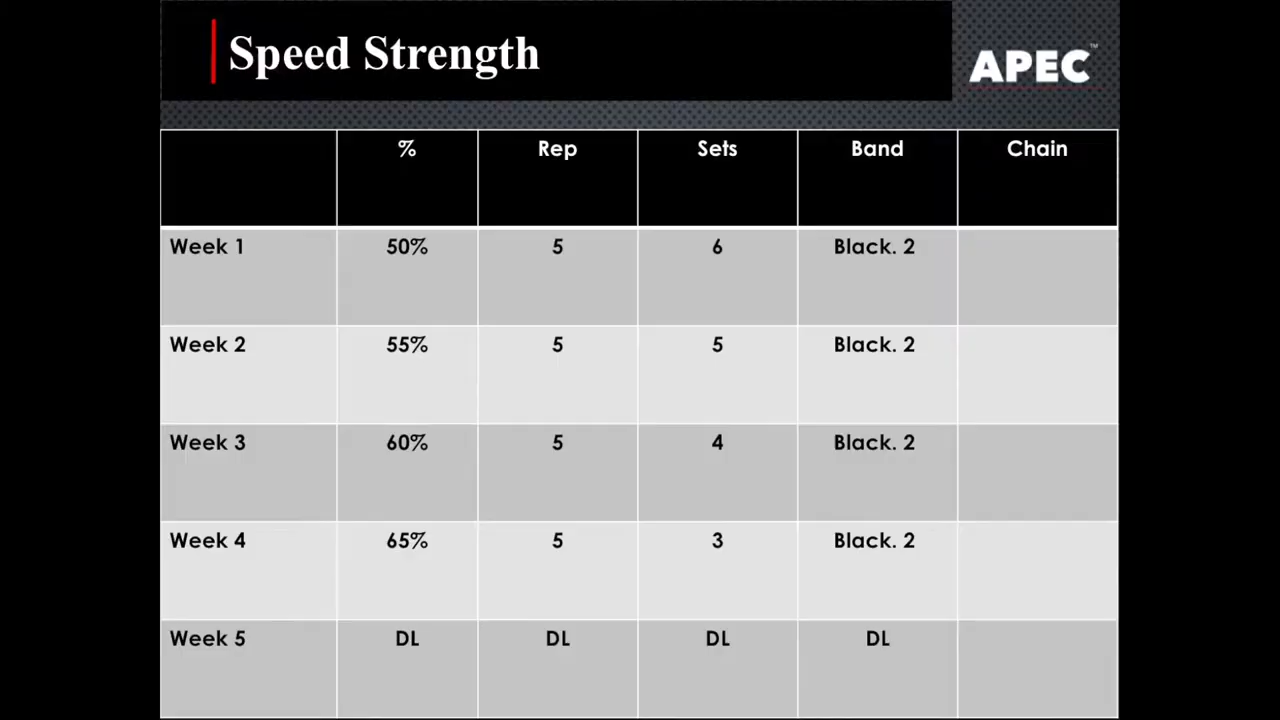 Speed Strength
APEC™
% Rep Sets Band Chain
Week 1 50% 5 6 Black. 2
Week 2 55% 5 5 Black. 2
Week 3 60% 5 4 Black. 2
Week 4 65% 5 3 Black. 2
Week 5 DL DL DL DL